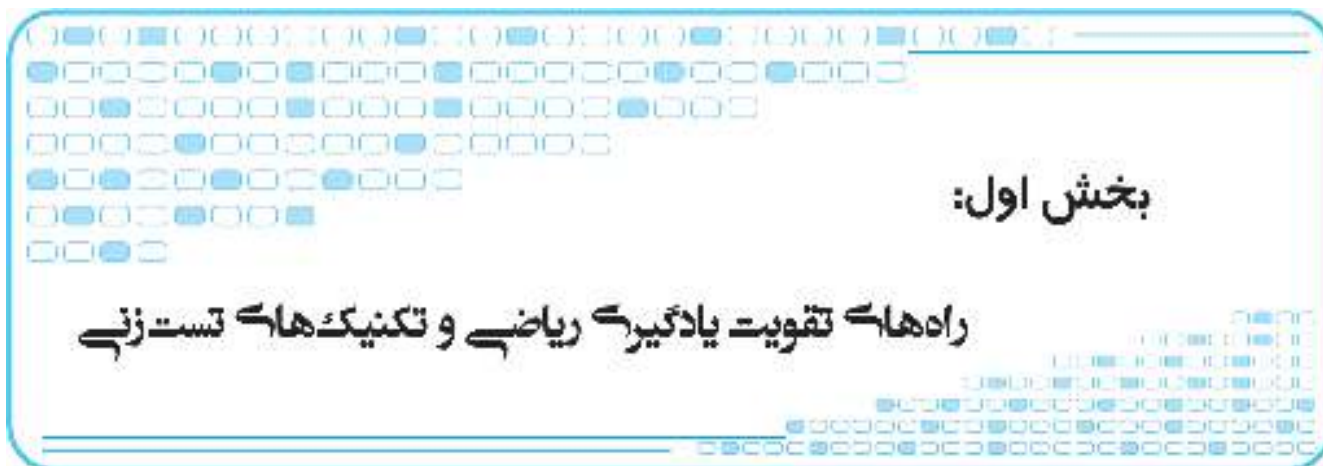 بخش اول:
راه‌های تقویت یادگیری ریاضی و تکنیک‌های تست‌زنی